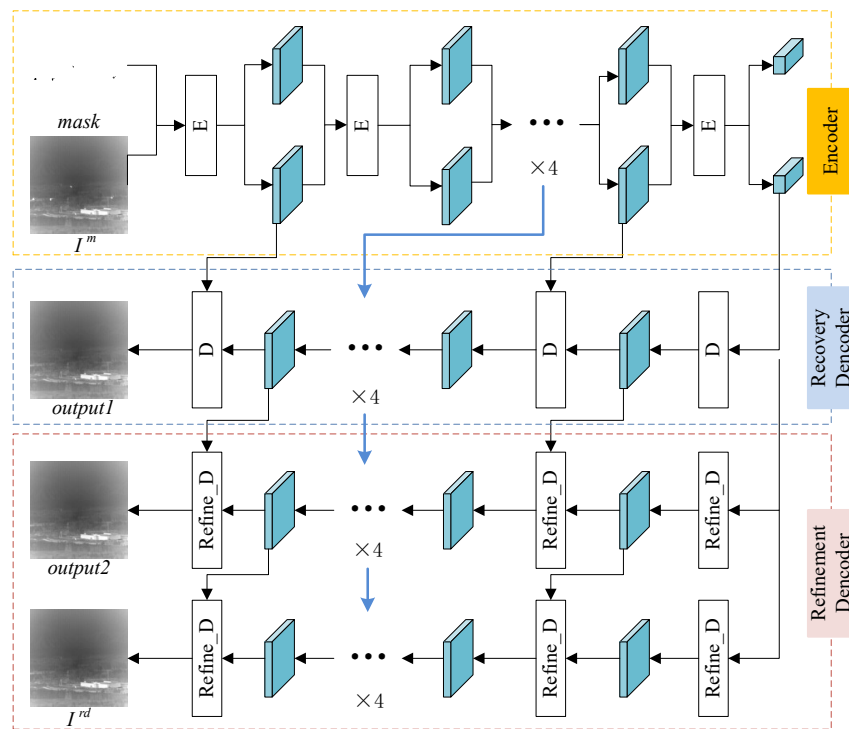 mask
I^m
E
E
•••
×4
E
Encoder
output1
D
•••
×4
D
D
Recovery
Dencoder
output2
Refine_D
•••
×4
Refine_D
Refine_D
I^rd
Refine_D
•••
×4
Refine_D
Refine_D
Refinement
Dencoder